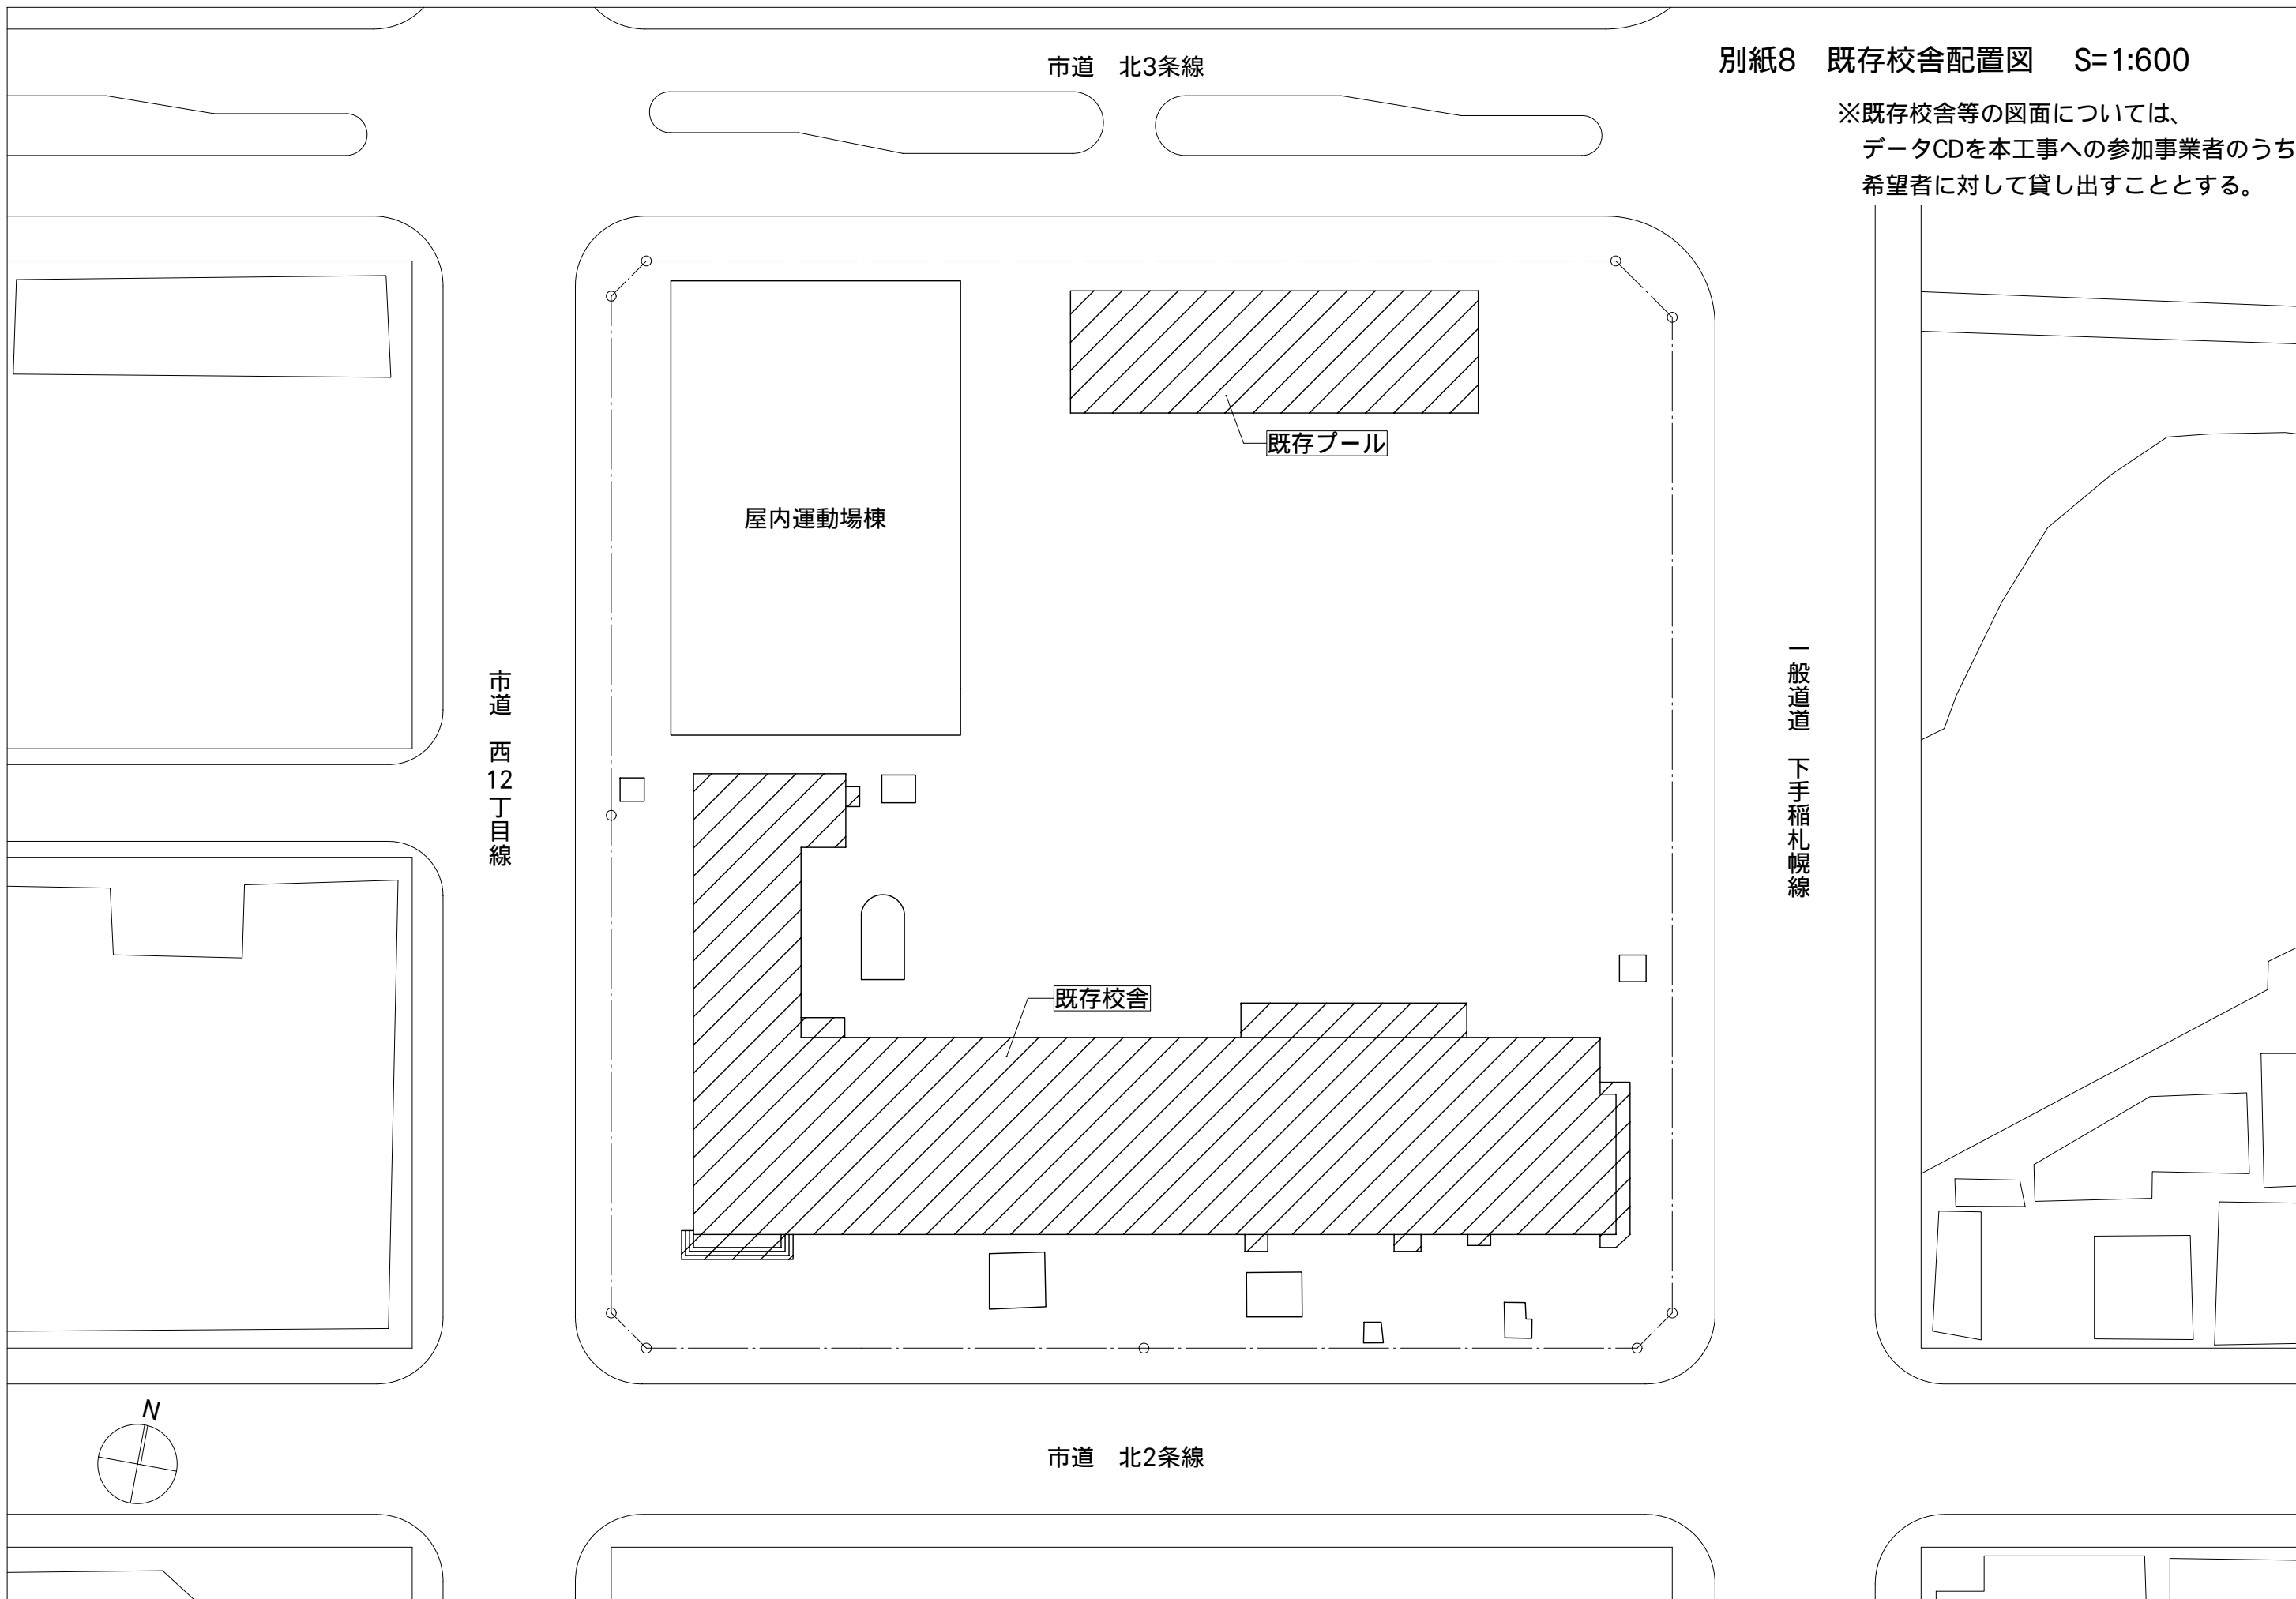 市道　北3条線
別紙8　既存校舎配置図　S=1:600
※既存校舎等の図面については、
データCDを本工事への参加事業者のうち
希望者に対して貸し出すこととする。
既存プール
屋内運動場棟
市道　西12丁目線
一般道道　下手稲札幌線
既存校舎
N
市道　北2条線